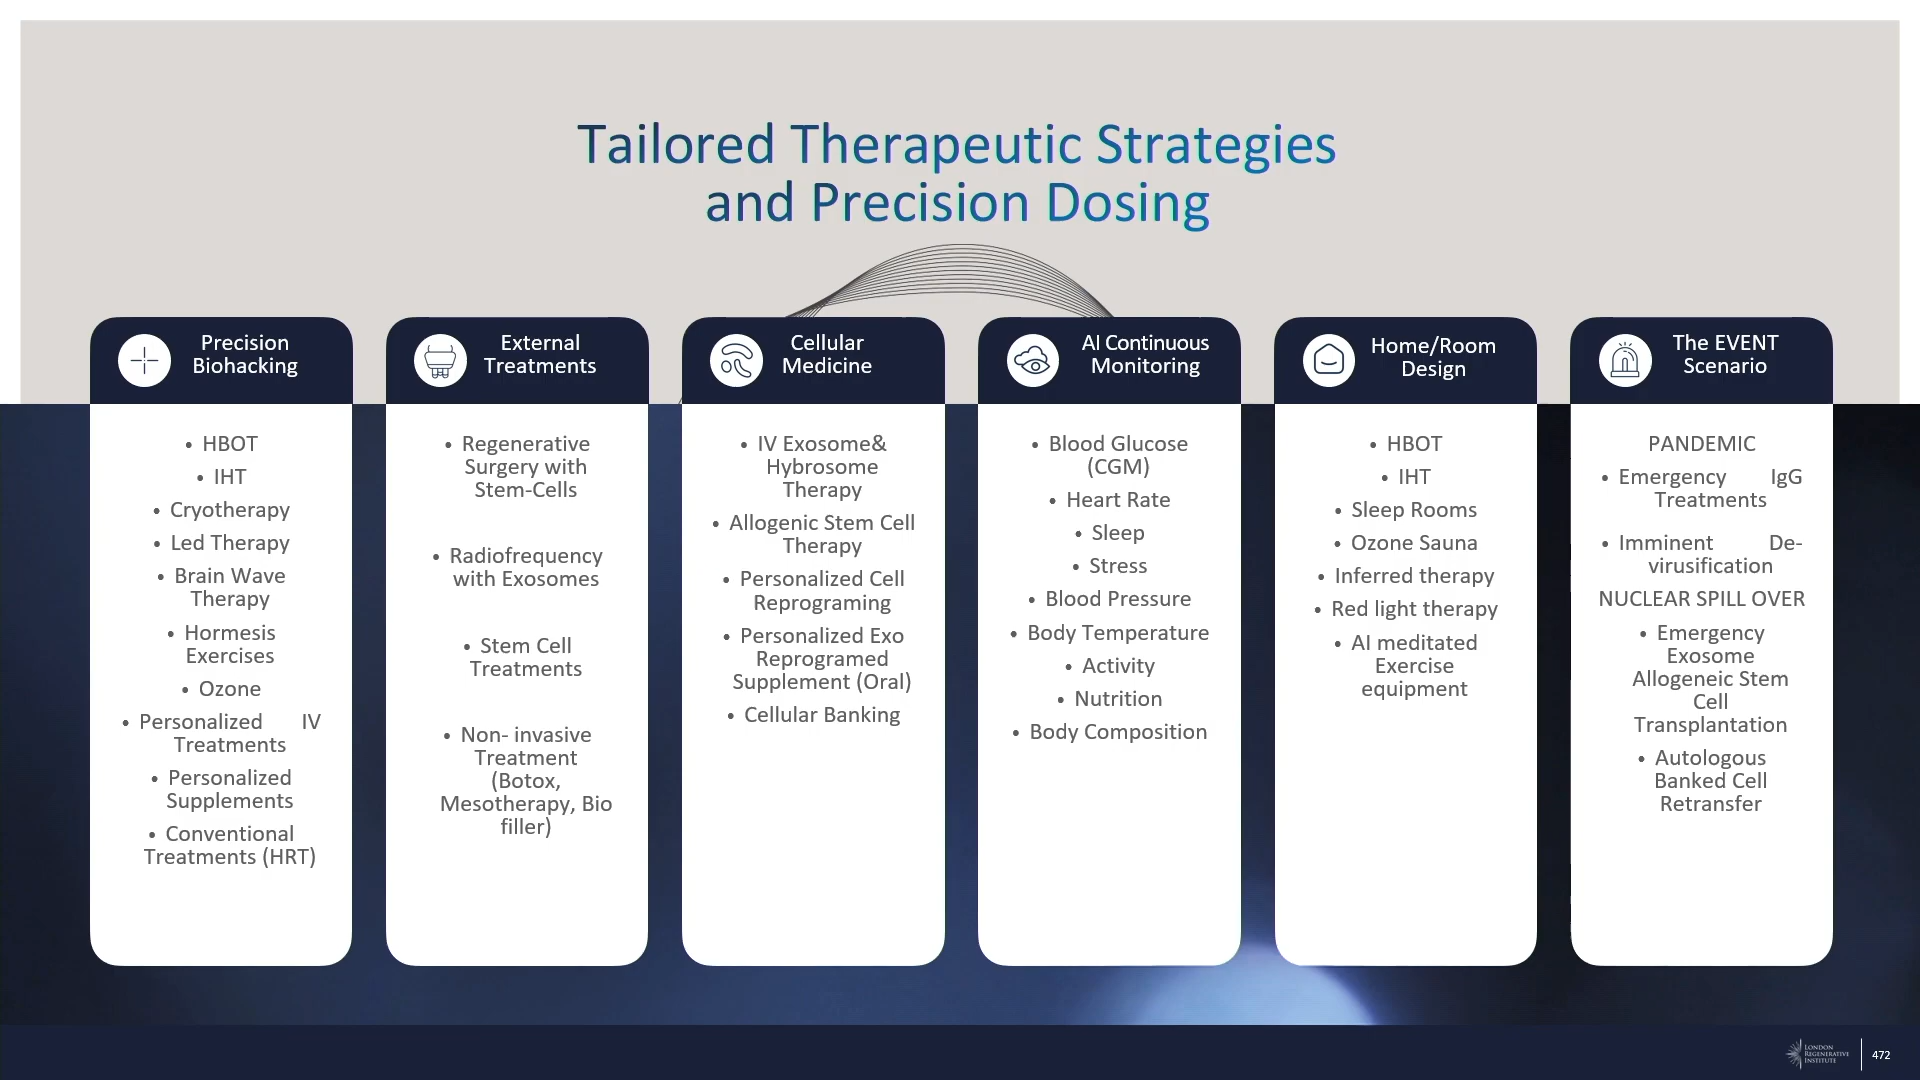 Tailored Therapeutic Strategies
and Precision Dosing
Precision
Biohacking
• HBOT
• IHT
• Cryotherapy
• Led Therapy
• Brain Wave
Therapy
• Hormesis
Exercises
• Ozone
• Personalized IV
Treatments
• Personalized
Supplements
• Conventional
Treatments (HRT)
External
Treatments
• Regenerative
Surgery with
Stem-Cells
• Radiofrequency
with Exosomes
• Stem Cell
Treatments
• Non- invasive
Treatment
(Botox,
Mesotherapy, Bio
filler)
Cellular
Medicine
• IV Exosome&
Hybrosome
Therapy
• Allogenic Stem Cell
Therapy
• Personalized Cell
Reprograming
• Personalized Exo
Reprogramed
Supplement (Oral)
• Cellular Banking
AI Continuous
Monitoring
• Blood Glucose
(CGM)
• Heart Rate
• Sleep
• Stress
• Blood Pressure
• Body Temperature
• Activity
• Nutrition
• Body Composition
Home/Room
Design
• HBOT
• IHT
• Sleep Rooms
• Ozone Sauna
• Inferred therapy
• Red light therapy
• AI meditated
Exercise
equipment
The EVENT
Scenario
PANDEMIC
• Emergency IgG
Treatments
• Imminent De-
virusification
NUCLEAR SPILL OVER
• Emergency
Exosome
Allogeneic Stem
Cell
Transplantation
• Autologous
Banked Cell
Retransfer
LONDON
REGENERATIVE
INSTITUTE
472